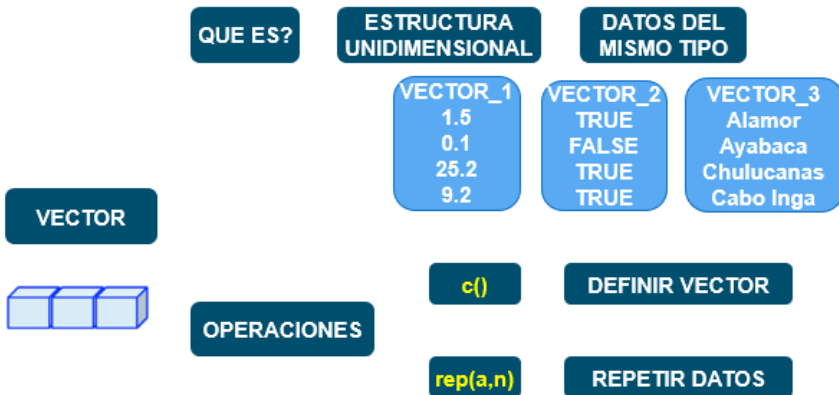 QUE ES?
ESTRUCTURA
UNIDIMENSIONAL
DATOS DEL
MISMO TIPO
VECTOR_1
1.5
0.1
25.2
9.2
VECTOR_2
TRUE
FALSE
TRUE
TRUE
VECTOR_3
Alamor
Ayabaca
Chulucanas
Cabo Inga
VECTOR
OPERACIONES
c()
DEFINIR VECTOR
rep(a,n)
REPETIR DATOS